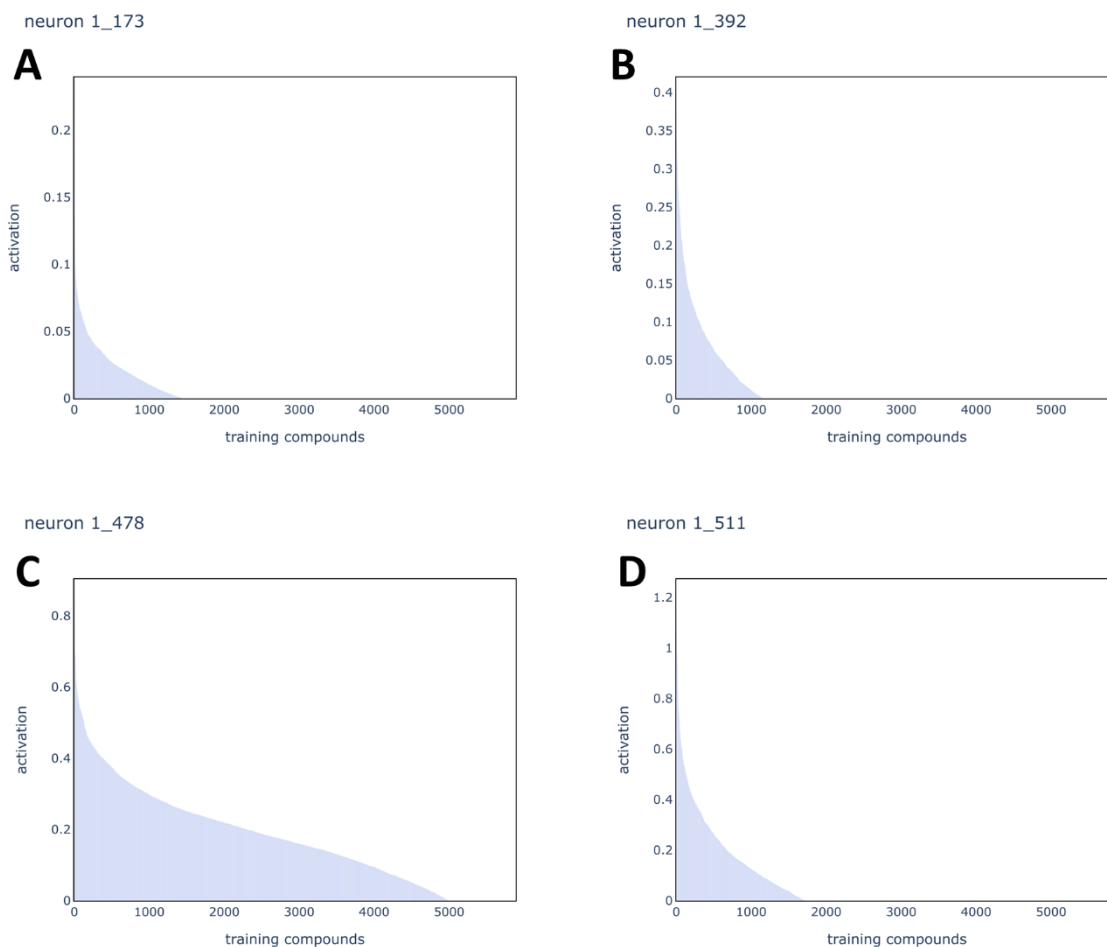 neuron 1_173
A
0.2
0.15
0.1
0.05
0
activation
0 1000 2000 3000 4000 5000
training compounds
neuron 1_392
B
0.4
0.35
0.3
0.25
0.2
0.15
0.1
0.05
0
activation
0 1000 2000 3000 4000 5000
training compounds
neuron 1_478
C
0.8
0.6
0.4
0.2
0
activation
0 1000 2000 3000 4000 5000
training compounds
neuron 1_511
D
1.2
1
0.8
0.6
0.4
0.2
0
activation
0 1000 2000 3000 4000 5000
training compounds